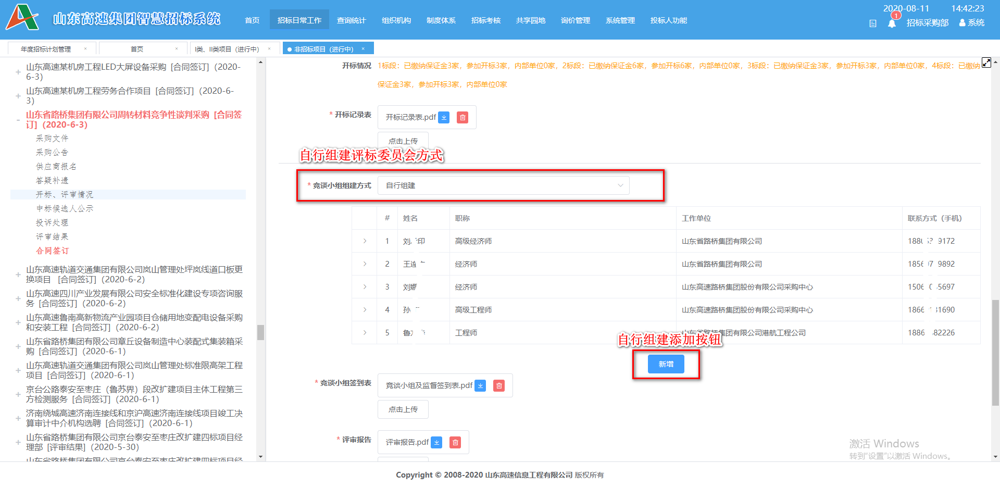 山东高速集团智慧招标系统
首页 招标日常工作 查询统计 组织机构 制度体系 招标考核 共享园地 询价管理 系统管理 投标人功能
2020-08-11 14:42:23
1
招标采购部 系统
年度招标计划管理 × 首页 × I类、II类项目（进行中） × 非招标项目（进行中） ×
山东高速某机房工程LED大屏设备采购 [合同签订]（2020-
6-3)
山东高速某机房工程劳务合作项目 [合同签订]（2020-6-
3)
山东省路桥集团有限公司周转材料竞争性谈判采购 [合同签
订]（2020-6-3)
采购文件
采购公告
供应商报名
答疑补遗
开标、评审情况
中标候选人公示
投诉处理
评审结果
合同签订
山东高速轨道交通集团有限公司岚山管理处坪岚线道口板更
换项目 [合同签订]（2020-6-2)
山东高速四川产业发展有限公司安全标准化建设专项咨询服
务 [合同签订]（2020-6-2)
山东高速鲁南高新物流产业园项目仓储用地变配电设备采购
和安装工程 [合同签订]（2020-6-2)
山东省路桥集团有限公司章丘设备制造中心装配式集装箱采
购 [合同签订]（2020-6-1)
山东高速轨道交通集团有限公司岚山管理处标准限高架工程
项目 [合同签订]（2020-6-1)
京台公路泰安至枣庄（鲁苏界）段改扩建项目主体工程第三
方检测服务 [合同签订]（2020-6-1)
济南绕城高速济南连接线和京沪高速济南连接线项目竣工决
算审计中介机构选聘 [合同签订]（2020-6-1)
山东省路桥集团有限公司京台泰安至枣庄改扩建四标项目经
理部 [评审结果]（2020-5-30)
山东省路桥集团有限公司京台泰安至枣庄改扩建四标项目经
开标情况 1标段：已缴纳保证金3家，参加开标3家，内部单位0家，2标段：已缴纳保证金6家，参加开标6家，内部单位0家，3标段：已缴纳保证金3家，参加开标3家，内部单位0家，4标段：已缴纳
保证金3家，参加开标3家，内部单位0家
* 开标记录表 开标记录表.pdf
点击上传
自行组建评标委员会方式
* 竞谈小组组建方式 自行组建
# 姓名 职称 工作单位 联系方式（手机）
1 刘 印 高级经济师 山东省路桥集团有限公司 188 9172
2 王连 经济师 山东省路桥集团有限公司 1856 9892
3 刘娜 经济师 山东高速路桥集团股份有限公司采购中心 1506 5697
4 孙 高级工程师 山东高速路桥集团股份有限公司采购中心 1866 31690
5 鲁 工程师 山东省路桥集团有限公司港航工程公司 1886 82226
自行组建添加按钮
新增
* 竞谈小组签到表 竞谈小组及监督签到表.pdf
点击上传
* 评审报告 评审报告.pdf
激活 Windows
转到"设置"以激活 Windows。
Copyright © 2008-2020 山东高速信息工程有限公司 版权所有